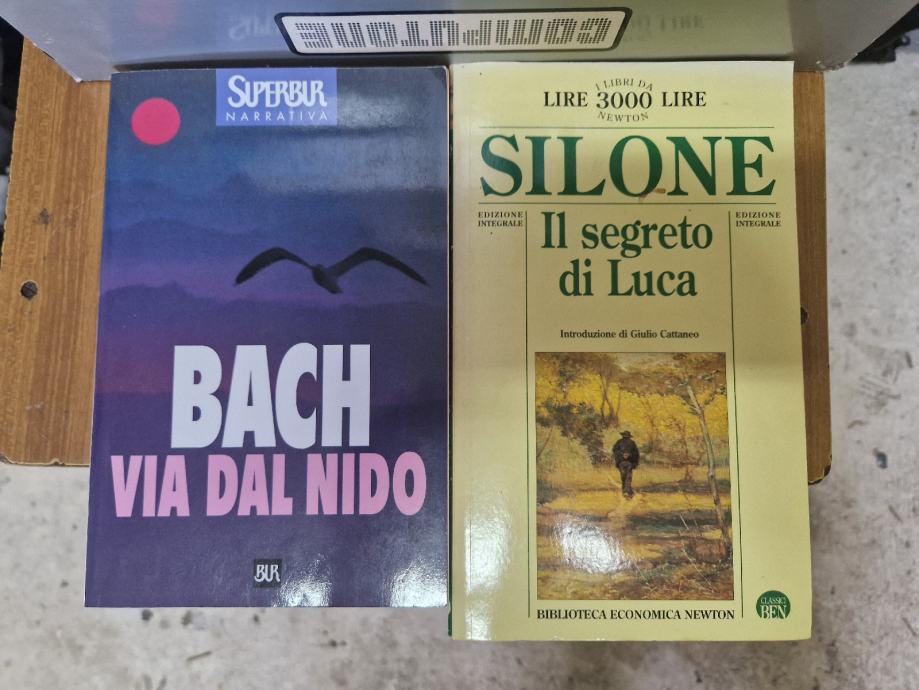 SUPERBUR
NARRATIVA
BACH
VIA DAL NIDO
BUR
I LIBRI DA
LIRE 3000 LIRE
NEWTON
SILONE
EDIZIONE
INTEGRALE
Il segreto
di Luca
EDIZIONE
INTEGRALE
Introduzione di Giulio Cattaneo
BIBLIOTECA ECONOMICA NEWTON
CLASSICI
BEN